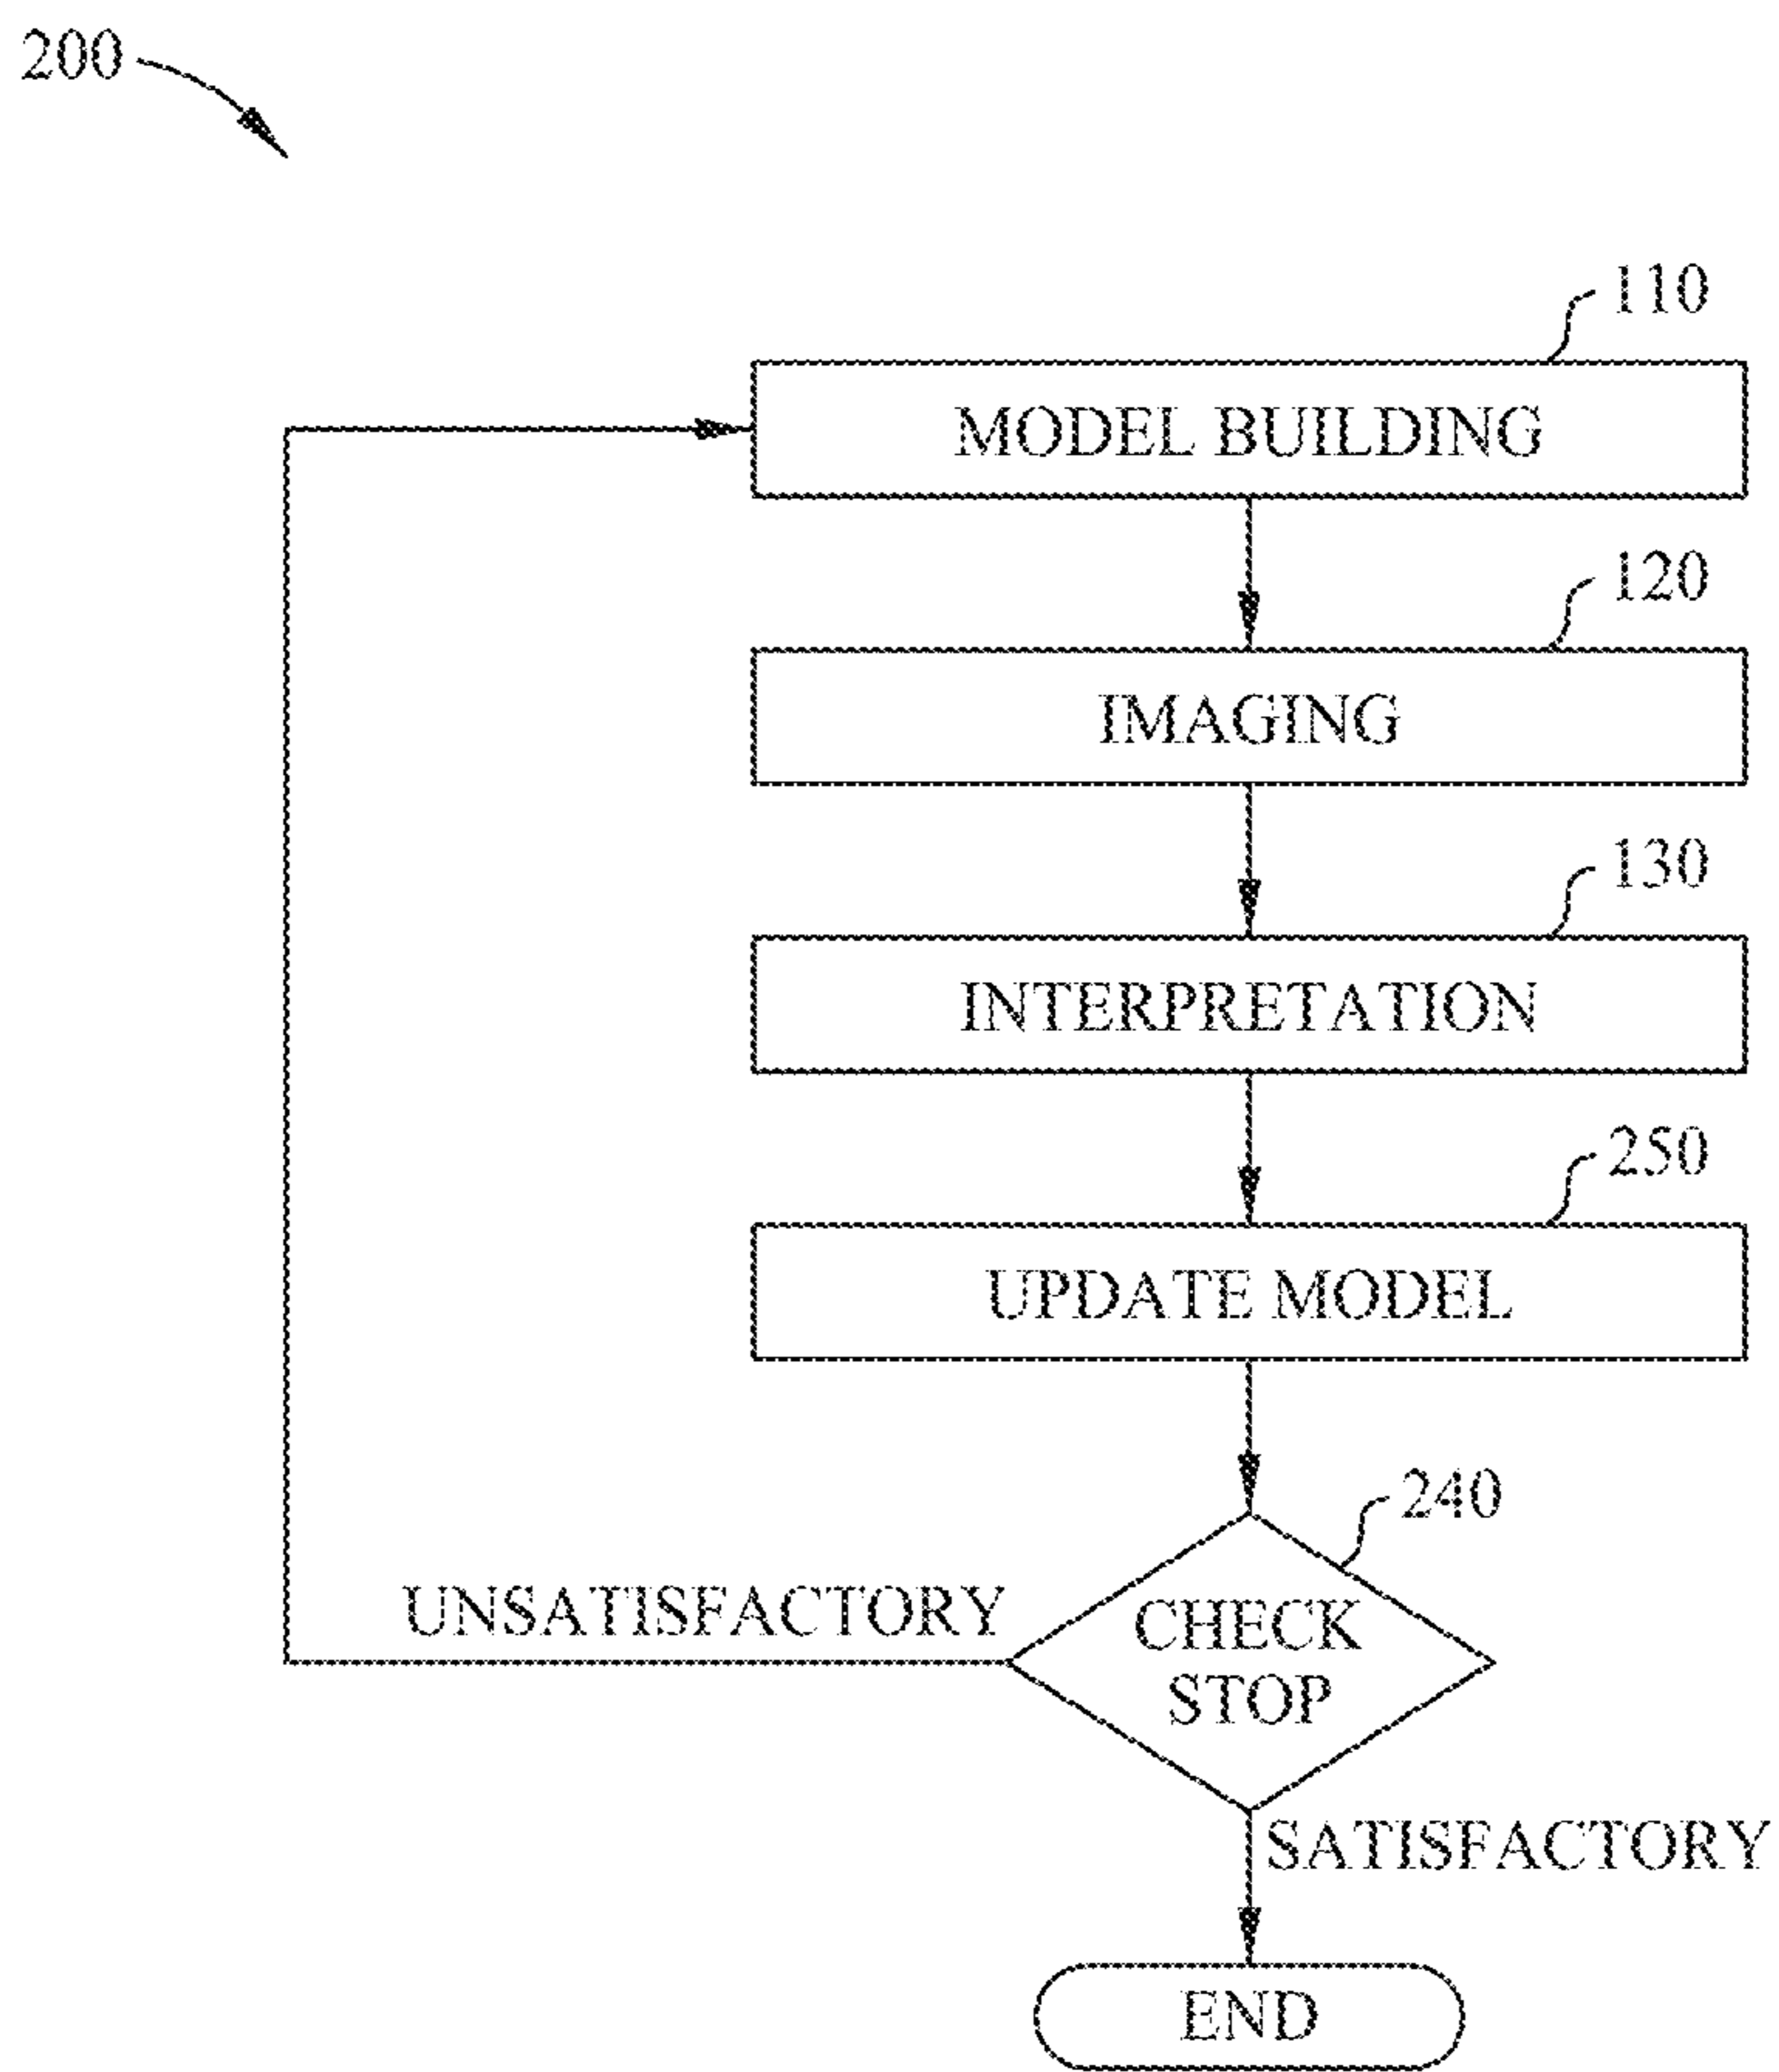 200
110
MODEL BUILDING
120
IMAGING
130
INTERPRETATION
250
UPDATE MODEL
240
UNSATISFACTORY
CHECK
STOP
SATISFACTORY
END